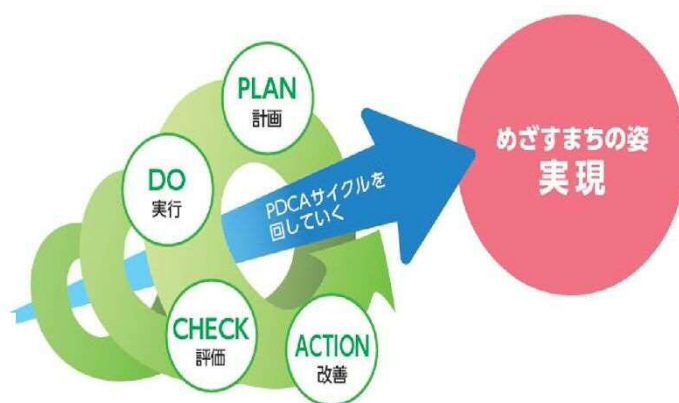 PLAN
計画
DO
実行
CHECK
評価
ACTION
改善
PDCAサイクルを
回していく
めざすまちの姿
実現